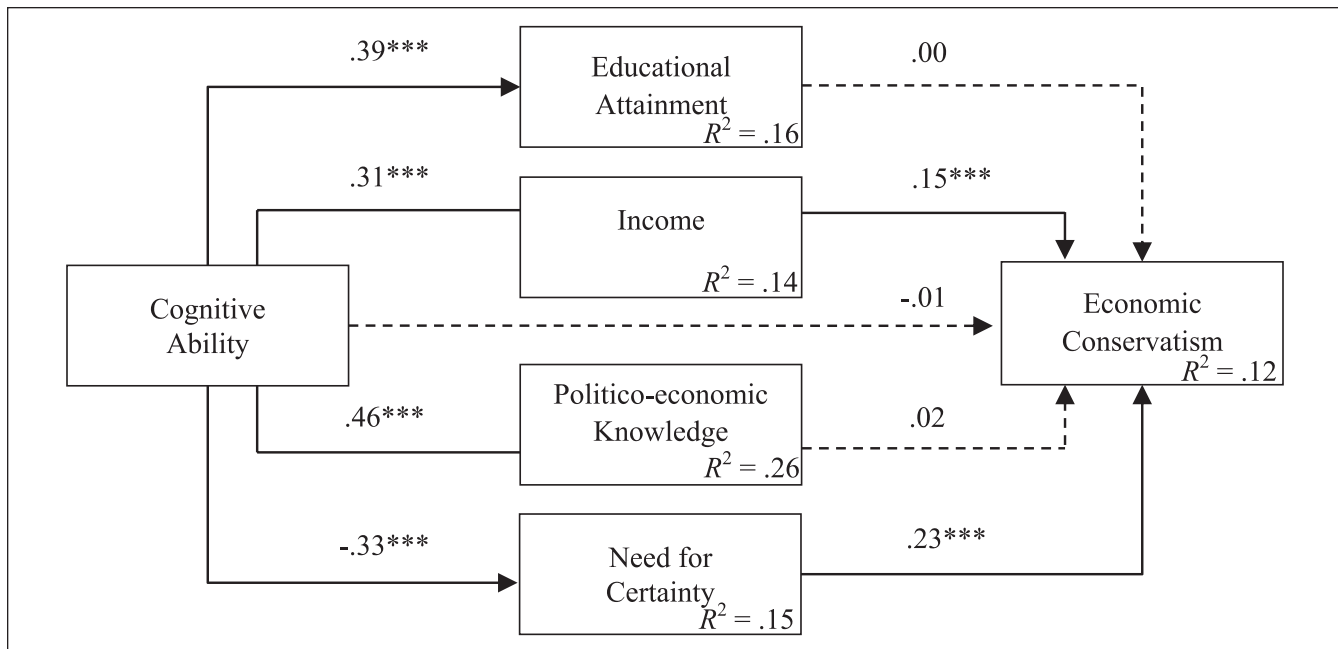 .39***
Educational
Attainment
R² = .16
.00
.31***
Income
R² = .14
.15***
Cognitive
Ability
-.01
Economic
Conservatism
R² = .12
.46***
Politico-economic
Knowledge
R² = .26
.02
-.33***
Need for
Certainty
R² = .15
.23***